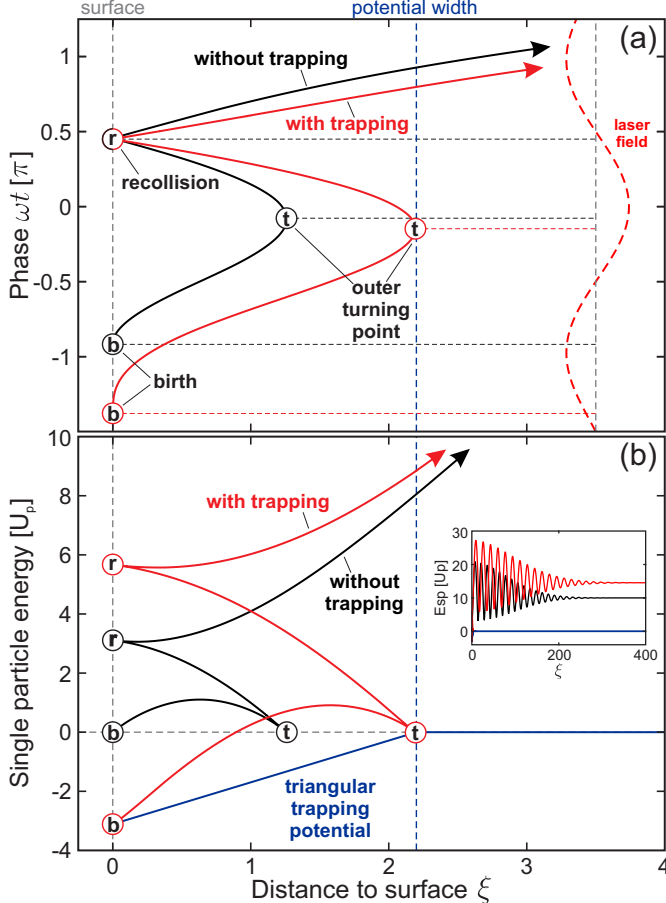 surface
potential width
(a)
without trapping
with trapping
laser
field
r
recollision
t
t
outer
turning
point
b
birth
b
1
0.5
0
-0.5
-1
Phase ωt [π]
(b)
with trapping
without
trapping
r
r
b
t
t
b
triangular
trapping
potential
30
20
10
0
Esp [Up]
0
200
400
ξ
10
8
6
4
2
0
-2
-4
Single particle energy [Uₚ]
0
1
2
3
4
Distance to surface ξ